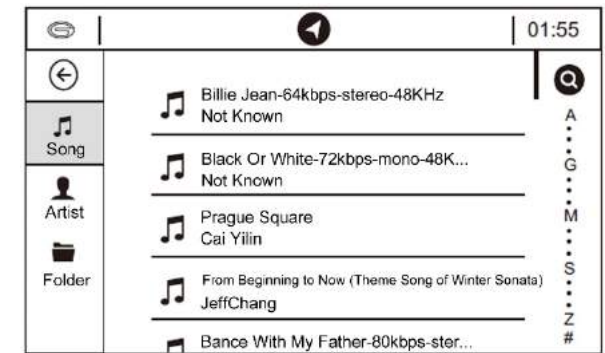 01:55
Song
Artist
Folder
Billie Jean-64kbps-stereo-48KHz
Not Known
Black Or White-72kbps-mono-48K...
Not Known
Prague Square
Cai Yilin
From Beginning to Now (Theme Song of Winter Sonata)
JeffChang
Bance With My Father-80kbps-ster...
A
G
M
S
Z
#